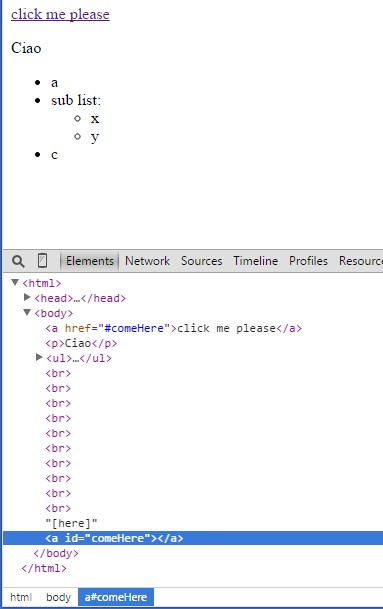 click me please
Ciao
a
sub list:
x
y
c
Elements Network Sources Timeline Profiles Resource
<html>
<head>…</head>
<body>
<a href="#comeHere">click me please</a>
<p>Ciao</p>
<ul>…</ul>
<br>
<br>
<br>
<br>
<br>
<br>
<br>
<br>
<br>
<br>
"[here]"
<a id="comeHere"></a>
</body>
</html>
html body a#comeHere